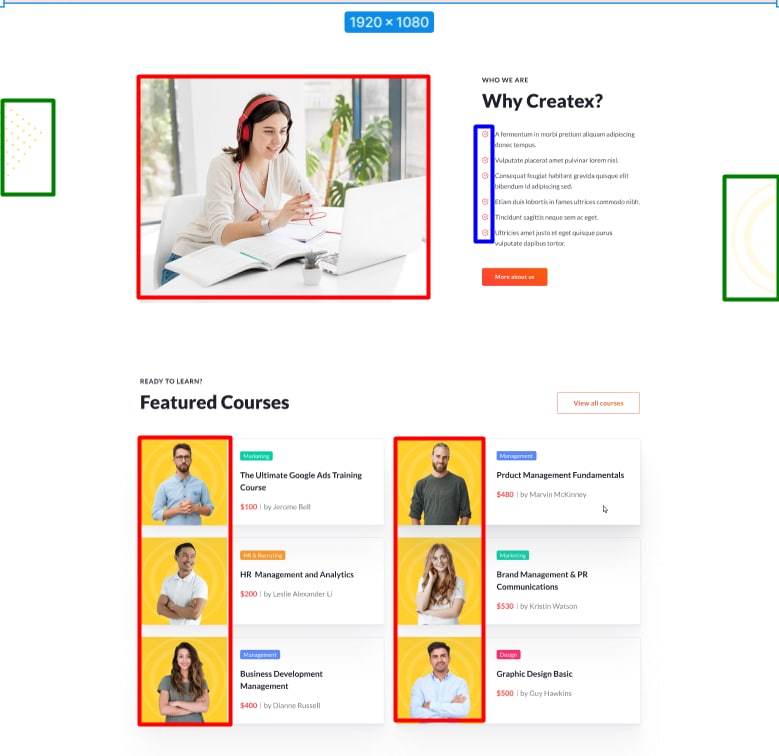 1920 × 1080
WHO WE ARE
Why Createx?
A fermentum in morbi pretium aliquam adipiscing
donec tempus.
Vulputate placerat amet pulvinar lorem nisl.
Consequat feugiat habitant gravida quisque elit
bibendum id adipiscing sed.
Etiam duis lobortis in fames ultrices commodo nibh.
Tincidunt sagittis neque sem ac eget.
Ultricies amet justo et eget quisque purus
vulputate dapibus tortor.
More about us
READY TO LEARN?
Featured Courses
View all courses
Marketing
The Ultimate Google Ads Training
Course
$100 | by Jerome Bell
Management
Prduct Management Fundamentals
$480 | by Marvin McKinney
HR & Recruting
HR Management and Analytics
$200 | by Leslie Alexander Li
Marketing
Brand Management & PR
Communications
$530 | by Kristin Watson
Management
Business Development
Management
$400 | by Dianne Russell
Design
Graphic Design Basic
$500 | by Guy Hawkins